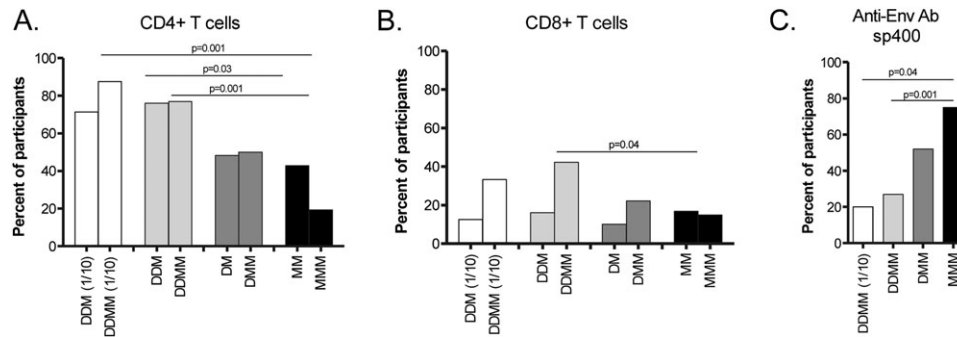 A.
CD4+ T cells
Percent of participants
100
80
60
40
20
0
p=0.001
p=0.03
p=0.001
DDM (1/10)
DDMM (1/10)
DDM
DDMM
DM
DMM
MM
MMM
B.
CD8+ T cells
Percent of participants
100
80
60
40
20
0
p=0.04
DDM (1/10)
DDMM (1/10)
DDM
DDMM
DM
DMM
MM
MMM
C.
Anti-Env Ab
sp400
Percent of participants
100
80
60
40
20
0
p=0.04
p=0.001
DDMM (1/10)
DDMM
DMM
MMM